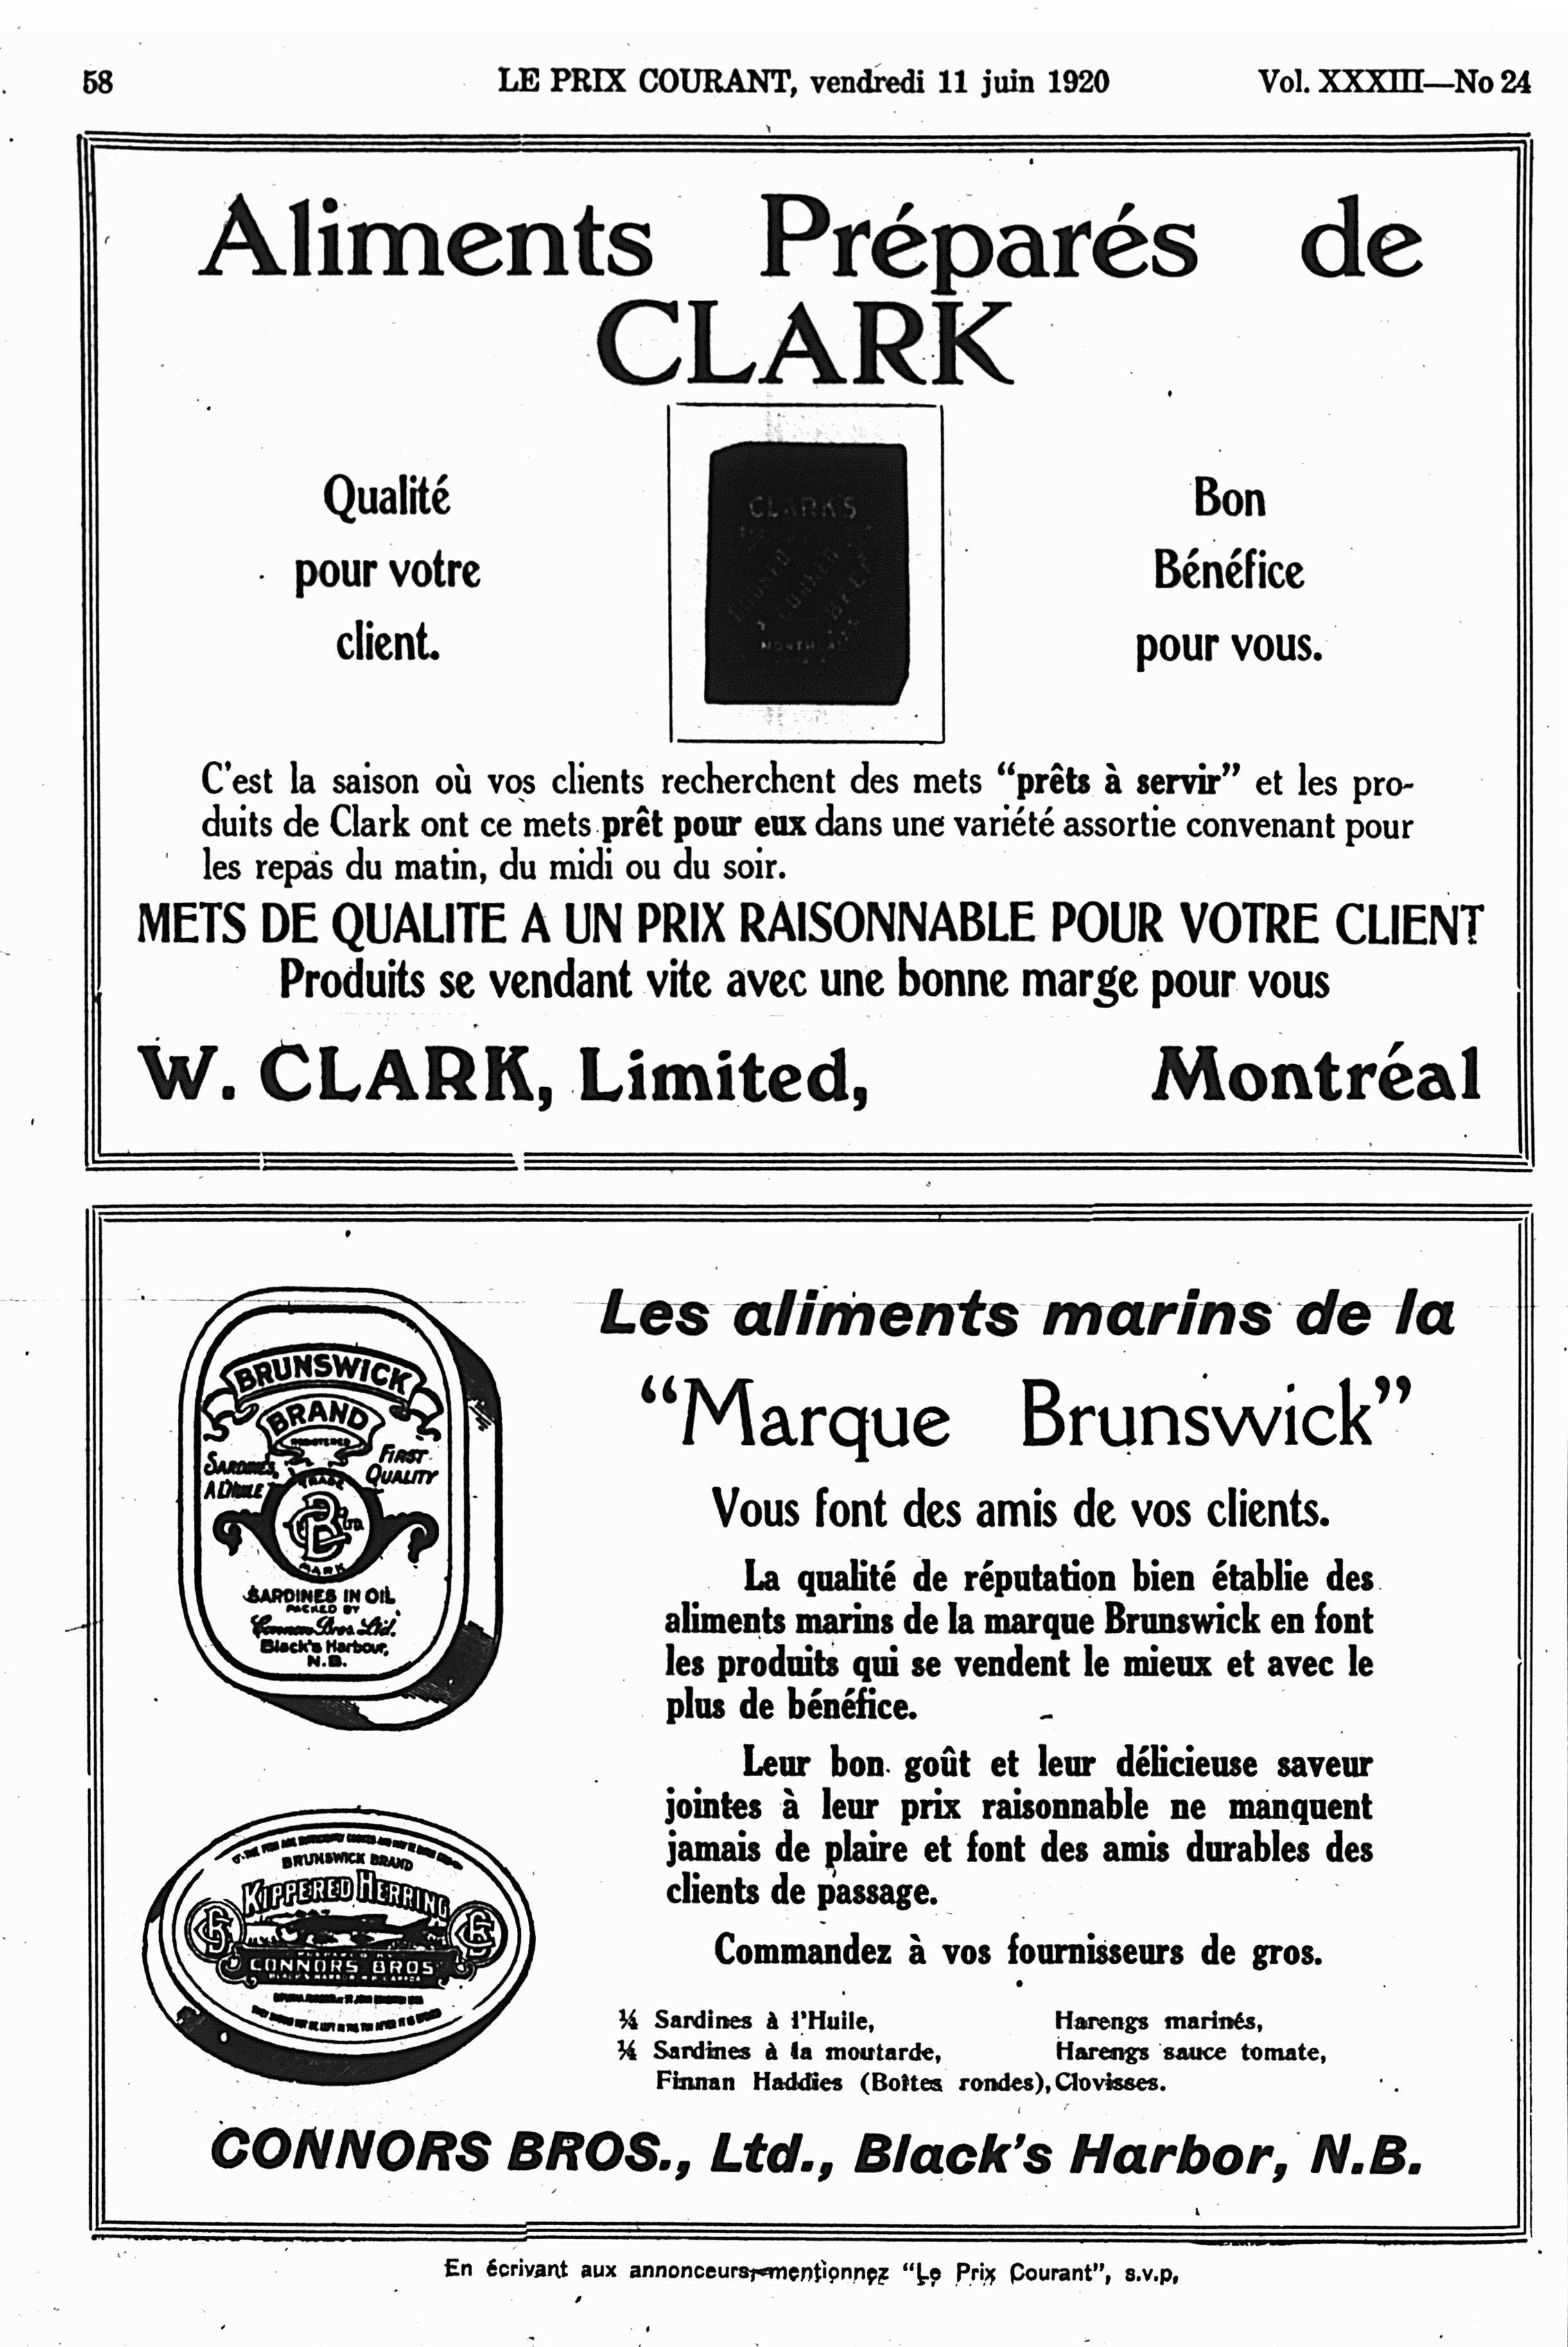 58
LE PRIX COURANT, vendredi 11 juin 1920
Vol. XXXIII—No 24
Aliments Préparés de
CLARK
Qualité
pour votre
client.
CLARK'S
CORNED
BEEF
MONTREAL
Bon
Bénéfice
pour vous.
C'est la saison où vos clients recherchent des mets “prêts à servir” et les pro-
duits de Clark ont ce mets prêt pour eux dans une variété assortie convenant pour
les repas du matin, du midi ou du soir.
METS DE QUALITE A UN PRIX RAISONNABLE POUR VOTRE CLIENT
Produits se vendant vite avec une bonne marge pour vous
W. CLARK, Limited, Montréal
BRUNSWICK
BRAND
REGISTERED
SARDINES
A L'HUILE
FIRST
QUALITY
TRADE
CB Ltd.
MARK
SARDINES IN OIL
PACKED BY
Connors Bros. Ltd.
Black's Harbour,
N.B.
Les aliments marins de la
“Marque Brunswick”
Vous font des amis de vos clients.
La qualité de réputation bien établie des
aliments marins de la marque Brunswick en font
les produits qui se vendent le mieux et avec le
plus de bénéfice.
Leur bon goût et leur délicieuse saveur
jointes à leur prix raisonnable ne manquent
jamais de plaire et font des amis durables des
clients de passage.
Commandez à vos fournisseurs de gros.
BRUNSWICK BRAND
KIPPERED HERRING
CONNORS BROS
¼ Sardines à l'Huile,
¼ Sardines à la moutarde,
Finnan Haddies (Boîtes rondes),
Harengs marinés,
Harengs sauce tomate,
Clovisses.
CONNORS BROS., Ltd., Black's Harbor, N.B.
En écrivant aux annonceurs, mentionnez “Le Prix Courant”, s.v.p,